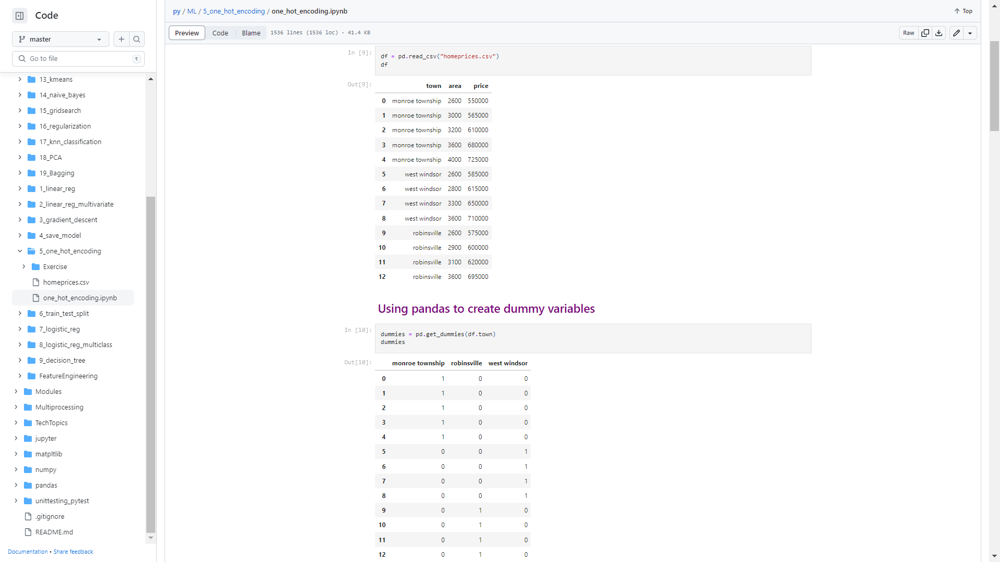 Code
master
Go to file
t
13_kmeans
14_naive_bayes
15_gridsearch
16_regularization
17_knn_classification
18_PCA
19_Bagging
1_linear_reg
2_linear_reg_multivariate
3_gradient_descent
4_save_model
5_one_hot_encoding
Exercise
homeprices.csv
one_hot_encoding.ipynb
6_train_test_split
7_logistic_reg
8_logistic_reg_multiclass
9_decision_tree
FeatureEngineering
Modules
Multiprocessing
TechTopics
jupyter
matpltlib
numpy
pandas
unittesting_pytest
.gitignore
README.md
Documentation • Share feedback
py / ML / 5_one_hot_encoding / one_hot_encoding.ipynb
Top
Preview Code Blame 1536 lines (1536 loc) · 41.4 KB
Raw
In [9]: df = pd.read_csv("homeprices.csv")
df
Out[9]: town area price
0 monroe township 2600 550000
1 monroe township 3000 565000
2 monroe township 3200 610000
3 monroe township 3600 680000
4 monroe township 4000 725000
5 west windsor 2600 585000
6 west windsor 2800 615000
7 west windsor 3300 650000
8 west windsor 3600 710000
9 robinsville 2600 575000
10 robinsville 2900 600000
11 robinsville 3100 620000
12 robinsville 3600 695000
Using pandas to create dummy variables
In [10]: dummies = pd.get_dummies(df.town)
dummies
Out[10]: monroe township robinsville west windsor
0 1 0 0
1 1 0 0
2 1 0 0
3 1 0 0
4 1 0 0
5 0 0 1
6 0 0 1
7 0 0 1
8 0 0 1
9 0 1 0
10 0 1 0
11 0 1 0
12 0 1 0